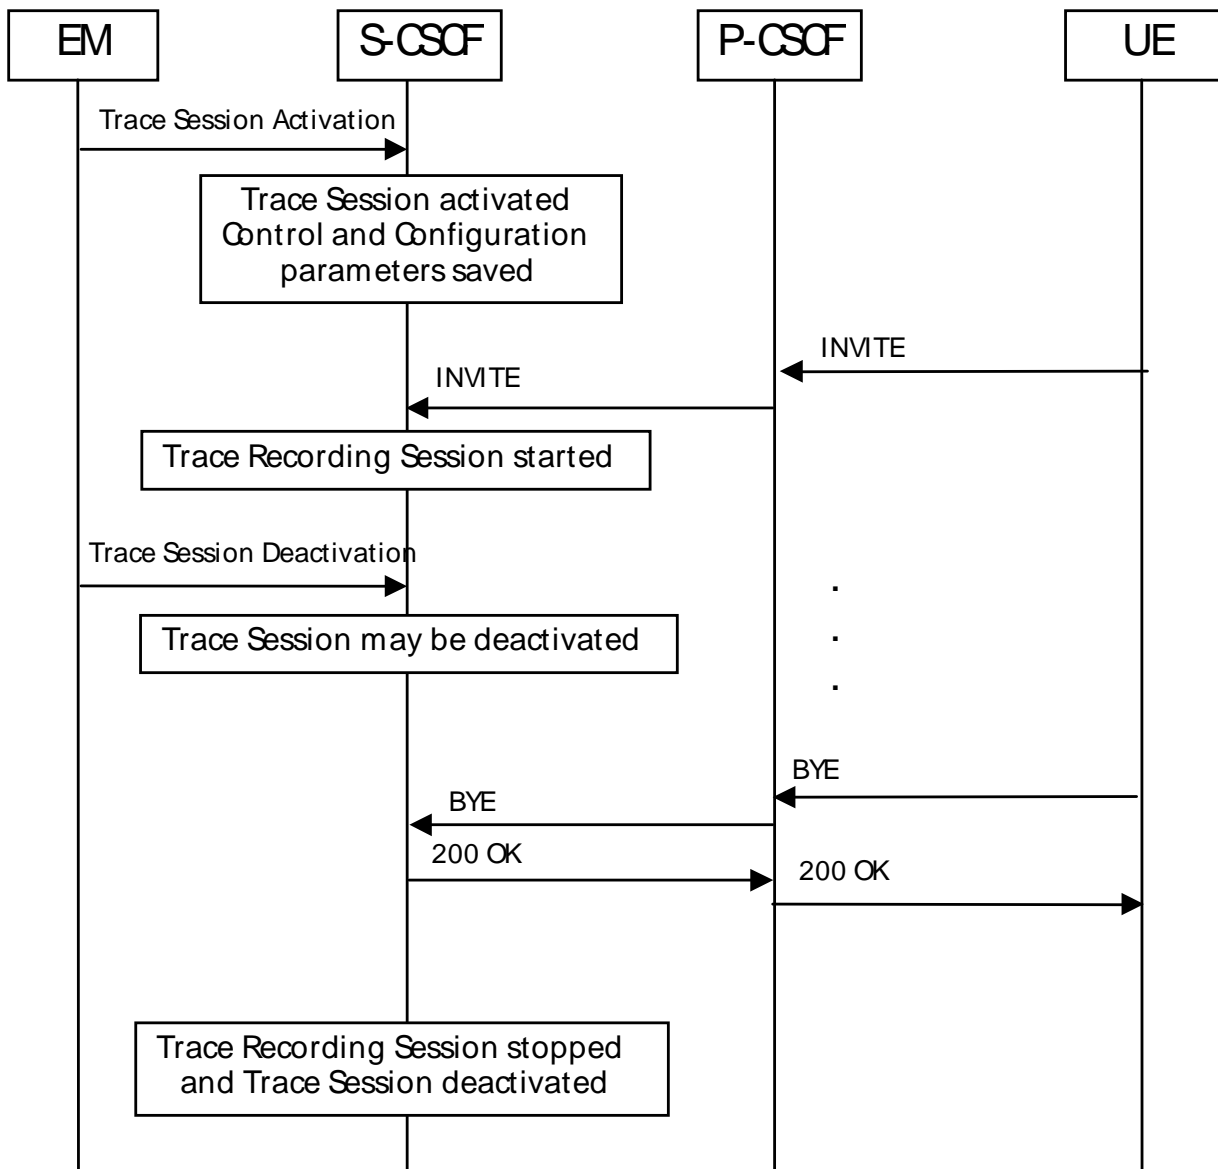 EM
S-CSCF
P-CSCF
UE
Trace Session Activation
Trace Session activated
Control and Configuration
parameters saved
INVITE
INVITE
Trace Recording Session started
Trace Session Deactivation
.
Trace Session may be deactivated
.
.
BYE
BYE
200 OK
200 OK
Trace Recording Session stopped
and Trace Session deactivated